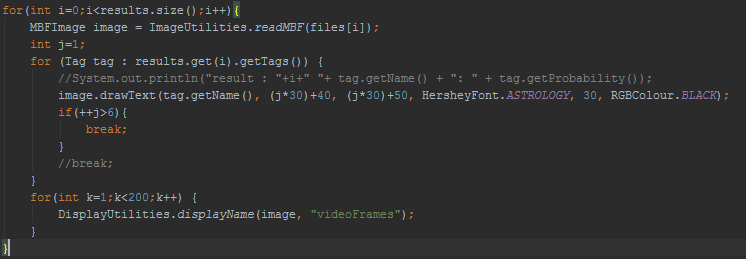 for(int i=0;i<results.size();i++){
MBFImage image = ImageUtilities.readMBF(files[i]);
int j=1;
for (Tag tag : results.get(i).getTags()) {
//System.out.println("result : "+i+" "+ tag.getName() + ": " + tag.getProbability());
image.drawText(tag.getName(), (j*30)+40, (j*30)+50, HersheyFont.ASTROLOGY, 30, RGBColour.BLACK);
if(++j>6){
break;
}
//break;
}
for(int k=1;k<200;k++) {
DisplayUtilities.displayName(image, "videoFrames");
}
}